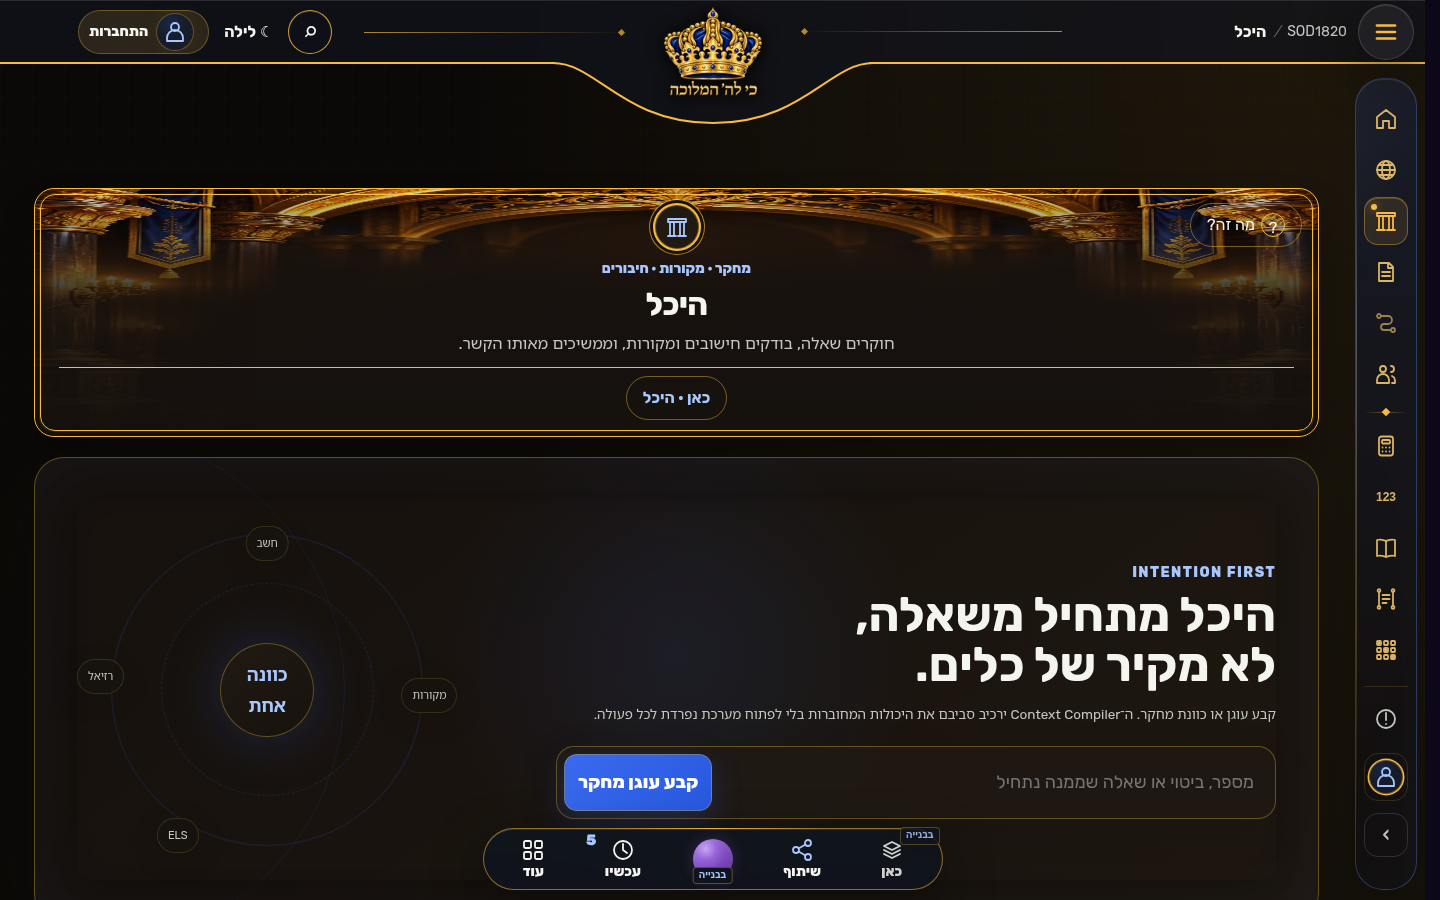 SOD1820 / היכל
☾ לילה
התחברות
כי לה' המלוכה
? מה זה?
מחקר • מקורות • חיבורים
היכל
חוקרים שאלה, בודקים חישובים ומקורות, וממשיכים מאותו הקשר.
כאן • היכל
123
INTENTION FIRST
היכל מתחיל משאלה,
לא מקיר של כלים.
קבע עוגן או כוונת מחקר. ה־Context Compiler ירכיב סביבם את היכולות המחוברות בלי לפתוח מערכת נפרדת לכל פעולה.
מספר, ביטוי או שאלה שממנה נתחיל
קבע עוגן מחקר
חשב
מקורות
כוונה
אחת
רזיאל
ELS
בבנייה
כאן
שיתוף
בבנייה
5
עכשיו
עוד